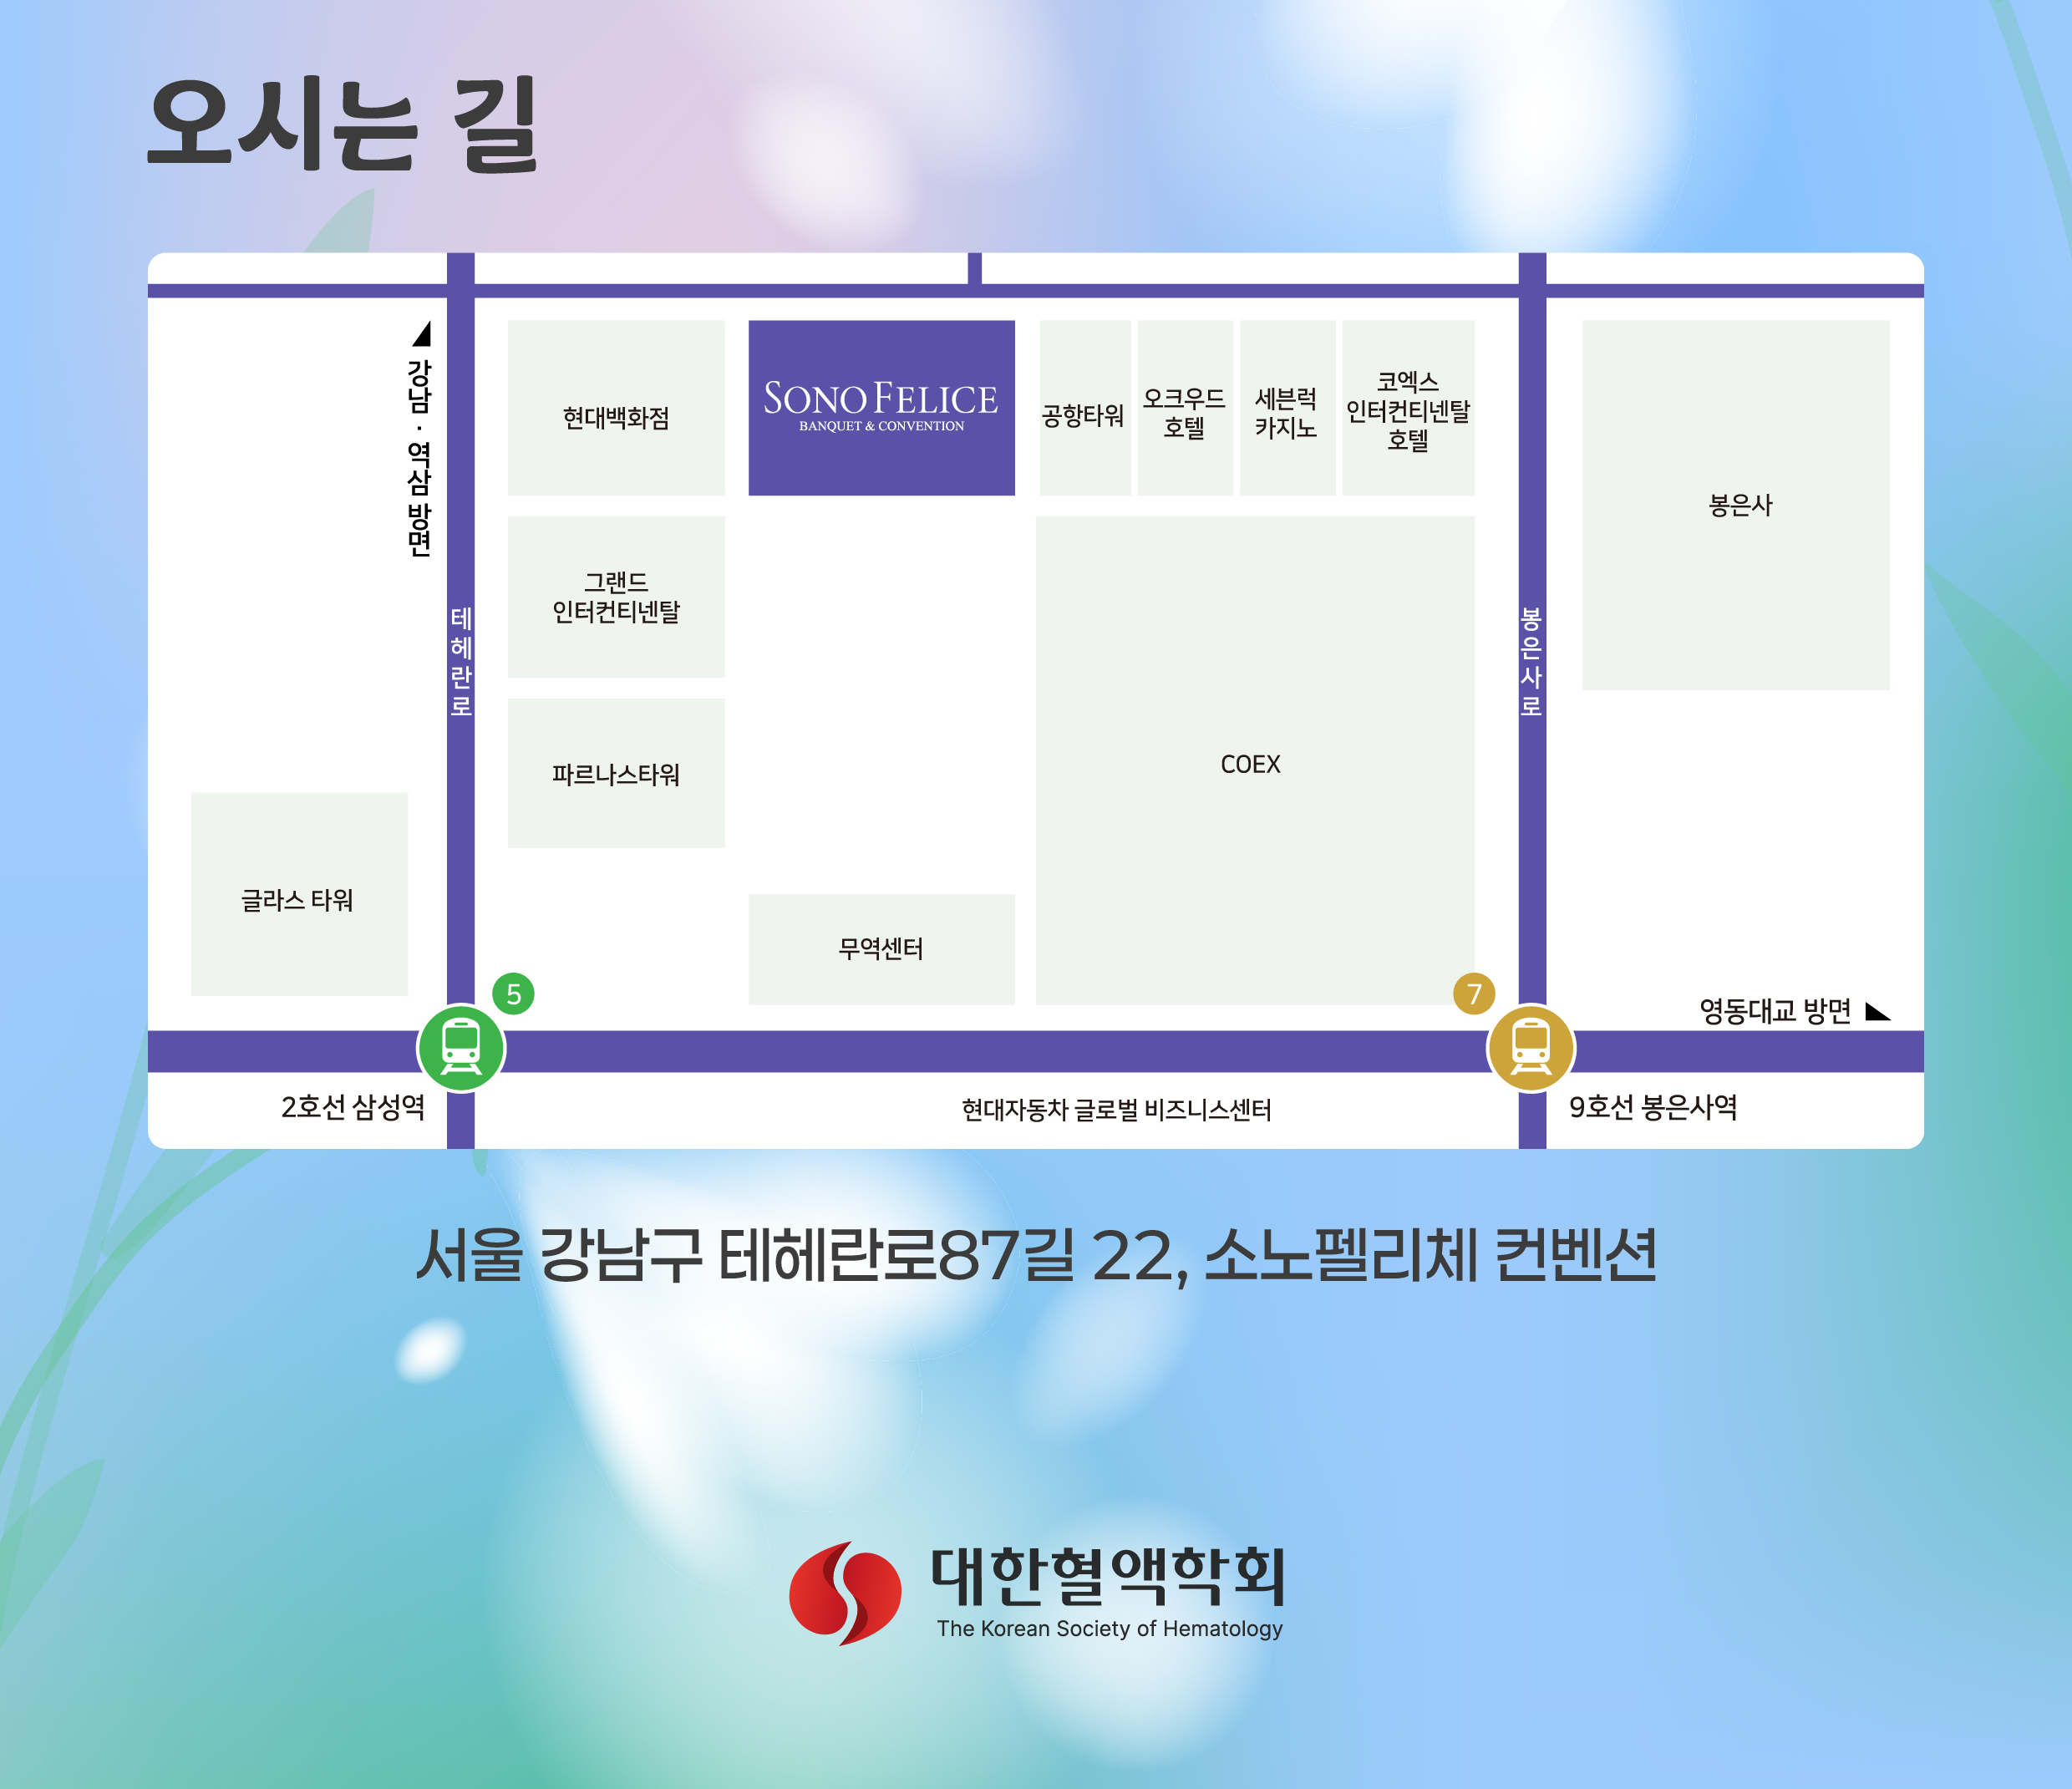 오시는 길
강남 · 역삼 방면
현대백화점
SONO FELICE
BANQUET & CONVENTION
공항타워
오크우드
호텔
세븐럭
카지노
코엑스
인터컨티넨탈
호텔
봉은사
그랜드
인터컨티넨탈
테헤란로
봉은사로
파르나스타워
COEX
글라스 타워
무역센터
5
7
영동대교 방면
2호선 삼성역
현대자동차 글로벌 비즈니스센터
9호선 봉은사역
서울 강남구 테헤란로87길 22, 소노펠리체 컨벤션
대한혈액학회
The Korean Society of Hematology